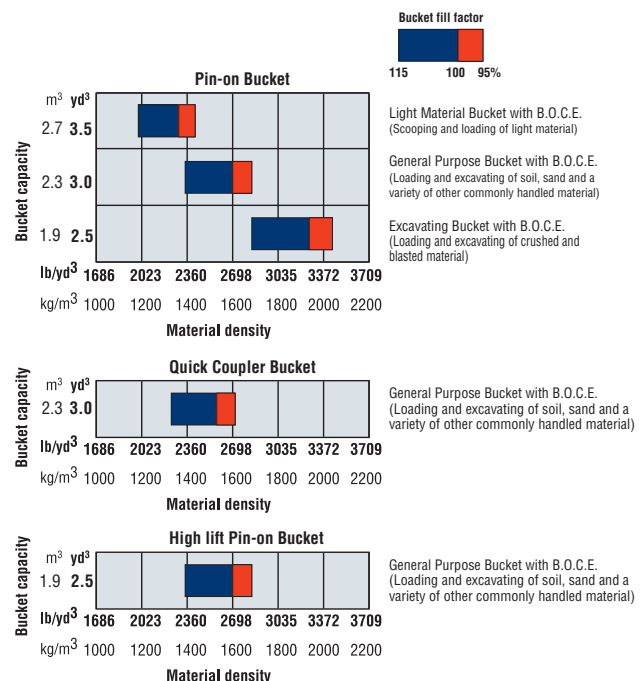 Bucket fill factor
115 100 95%
Pin-on Bucket
m³ yd³
Bucket capacity
2.7 3.5
Light Material Bucket with B.O.C.E.
(Scooping and loading of light material)
2.3 3.0
General Purpose Bucket with B.O.C.E.
(Loading and excavating of soil, sand and a
variety of other commonly handled material)
1.9 2.5
Excavating Bucket with B.O.C.E.
(Loading and excavating of crushed and
blasted material)
lb/yd³ 1686 2023 2360 2698 3035 3372 3709
kg/m³ 1000 1200 1400 1600 1800 2000 2200
Material density
Quick Coupler Bucket
m³ yd³
Bucket capacity
2.3 3.0
General Purpose Bucket with B.O.C.E.
(Loading and excavating of soil, sand and a
variety of other commonly handled material)
lb/yd³ 1686 2023 2360 2698 3035 3372 3709
kg/m³ 1000 1200 1400 1600 1800 2000 2200
Material density
High lift Pin-on Bucket
m³ yd³
Bucket capacity
1.9 2.5
General Purpose Bucket with B.O.C.E.
(Loading and excavating of soil, sand and a
variety of other commonly handled material)
lb/yd³ 1686 2023 2360 2698 3035 3372 3709
kg/m³ 1000 1200 1400 1600 1800 2000 2200
Material density